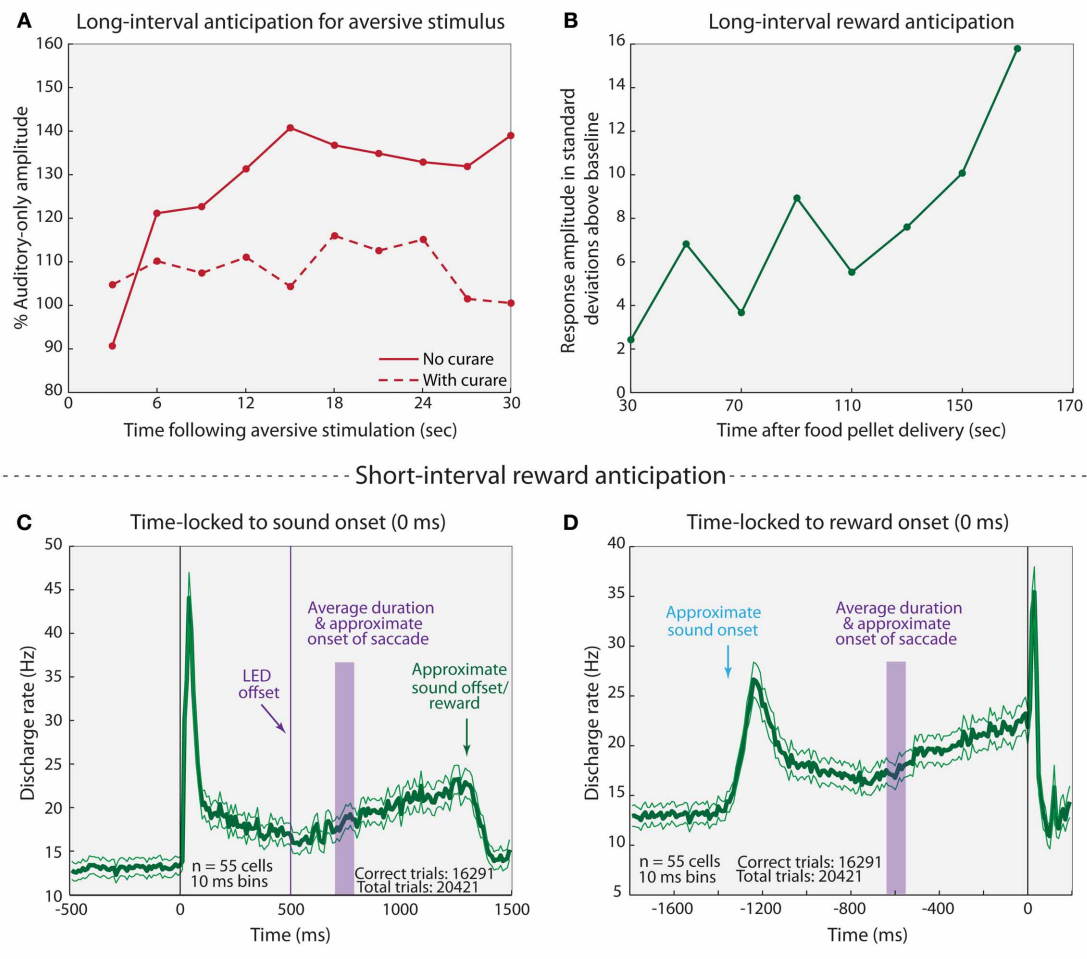 A Long-interval anticipation for aversive stimulus
160
150
140
130
120
110
100
90
80
% Auditory-only amplitude
No curare
With curare
0 6 12 18 24 30
Time following aversive stimulation (sec)
B Long-interval reward anticipation
16
14
12
10
8
6
4
2
0
Response amplitude in standard
deviations above baseline
30 70 110 150 170
Time after food pellet delivery (sec)
Short-interval reward anticipation
C Time-locked to sound onset (0 ms)
50
45
40
35
30
25
20
15
10
Discharge rate (Hz)
Average duration
& approximate
onset of saccade
LED
offset
Approximate
sound offset/
reward
n = 55 cells
10 ms bins
Correct trials: 16291
Total trials: 20421
-500 0 500 1000 1500
Time (ms)
D Time-locked to reward onset (0 ms)
40
35
30
25
20
15
10
5
Discharge rate (Hz)
Approximate
sound onset
Average duration
& approximate
onset of saccade
n = 55 cells
10 ms bins
Correct trials: 16291
Total trials: 20421
-1600 -1200 -800 -400 0
Time (ms)